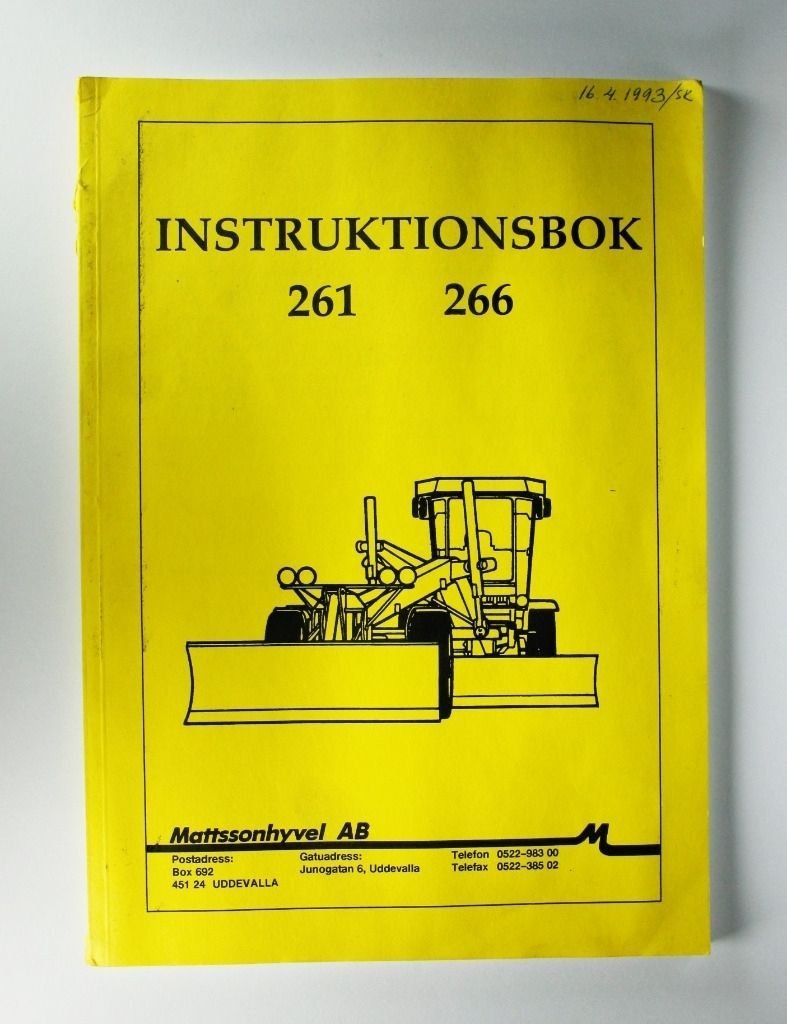 16.4.1993/SK
INSTRUKTIONSBOK
261 266
Mattssonhyvel AB
M
Postadress:
Box 692
451 24 UDDEVALLA
Gatuadress:
Junogatan 6, Uddevalla
Telefon 0522-983 00
Telefax 0522-385 02